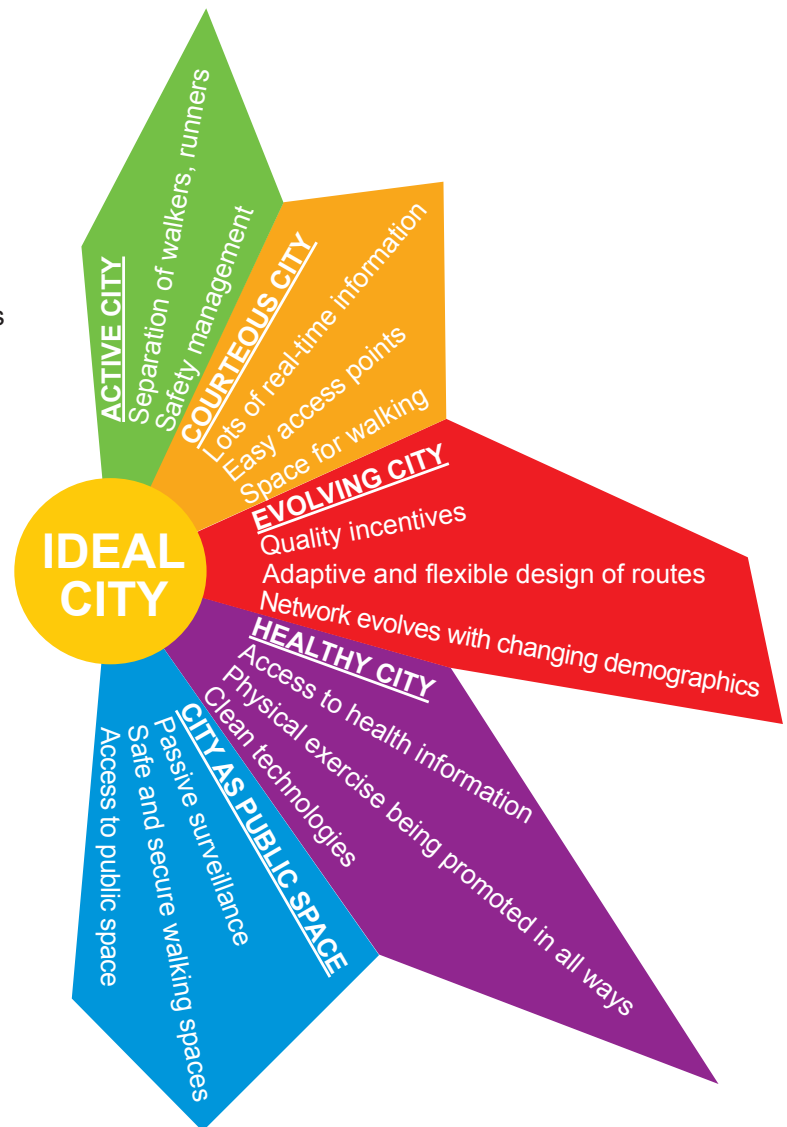 ACTIVE CITY
Separation of walkers, runners
Safety management
COURTEOUS CITY
Lots of real-time information
Easy access points
Space for walking
EVOLVING CITY
Quality incentives
Adaptive and flexible design of routes
Network evolves with changing demographics
IDEAL
CITY
HEALTHY CITY
Access to health information
Physical exercise being promoted in all ways
Clean technologies
CITY AS PUBLIC SPACE
Passive surveillance
Safe and secure walking spaces
Access to public space
s